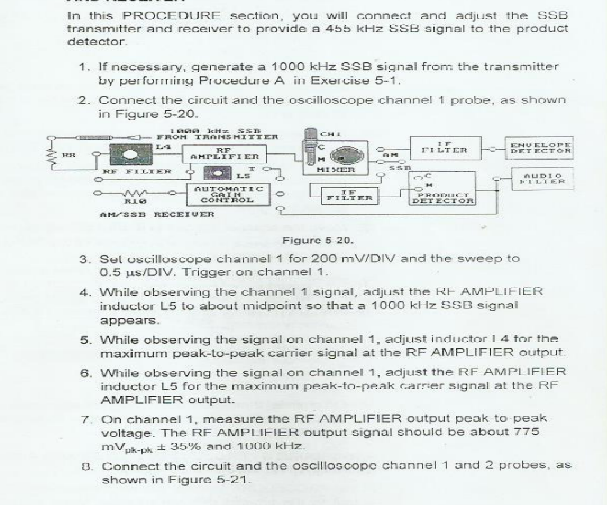 In this PROCEDURE section, you will connect and adjust the SSB
transmitter and receiver to provide a 455 kHz SSB signal to the product
detector.
1. If necessary, generate a 1000 kHz SSB signal from the transmitter
by performing Procedure A in Exercise 5-1.
2. Connect the circuit and the oscilloscope channel 1 probe, as shown
in Figure 5-20.
1000 kHz SSB
FROM TRANSMITTER
RR
L4
RF FILTER
RF
AMPLIFIER
L5
T
AUTOMATIC
GAIN
CONTROL
R10
AM/SSB RECEIVER
CH1
C
M
MIXER
AM
SSB
IF
FILTER
IF
FILTER
C
M
PRODUCT
DETECTOR
ENVELOPE
DETECTOR
AUDIO
FILTER
Figure 5-20.
3. Set oscilloscope channel 1 for 200 mV/DIV and the sweep to
0.5 µs/DIV. Trigger on channel 1.
4. While observing the channel 1 signal, adjust the RF AMPLIFIER
inductor L5 to about midpoint so that a 1000 kHz SSB signal
appears.
5. While observing the signal on channel 1, adjust inductor L4 for the
maximum peak-to-peak carrier signal at the RF AMPLIFIER output.
6. While observing the signal on channel 1, adjust the RF AMPLIFIER
inductor L5 for the maximum peak-to-peak carrier signal at the RF
AMPLIFIER output.
7. On channel 1, measure the RF AMPLIFIER output peak-to-peak
voltage. The RF AMPLIFIER output signal should be about 775
mVpk-pk ± 35% and 1000 kHz.
8. Connect the circuit and the oscilloscope channel 1 and 2 probes, as
shown in Figure 5-21.